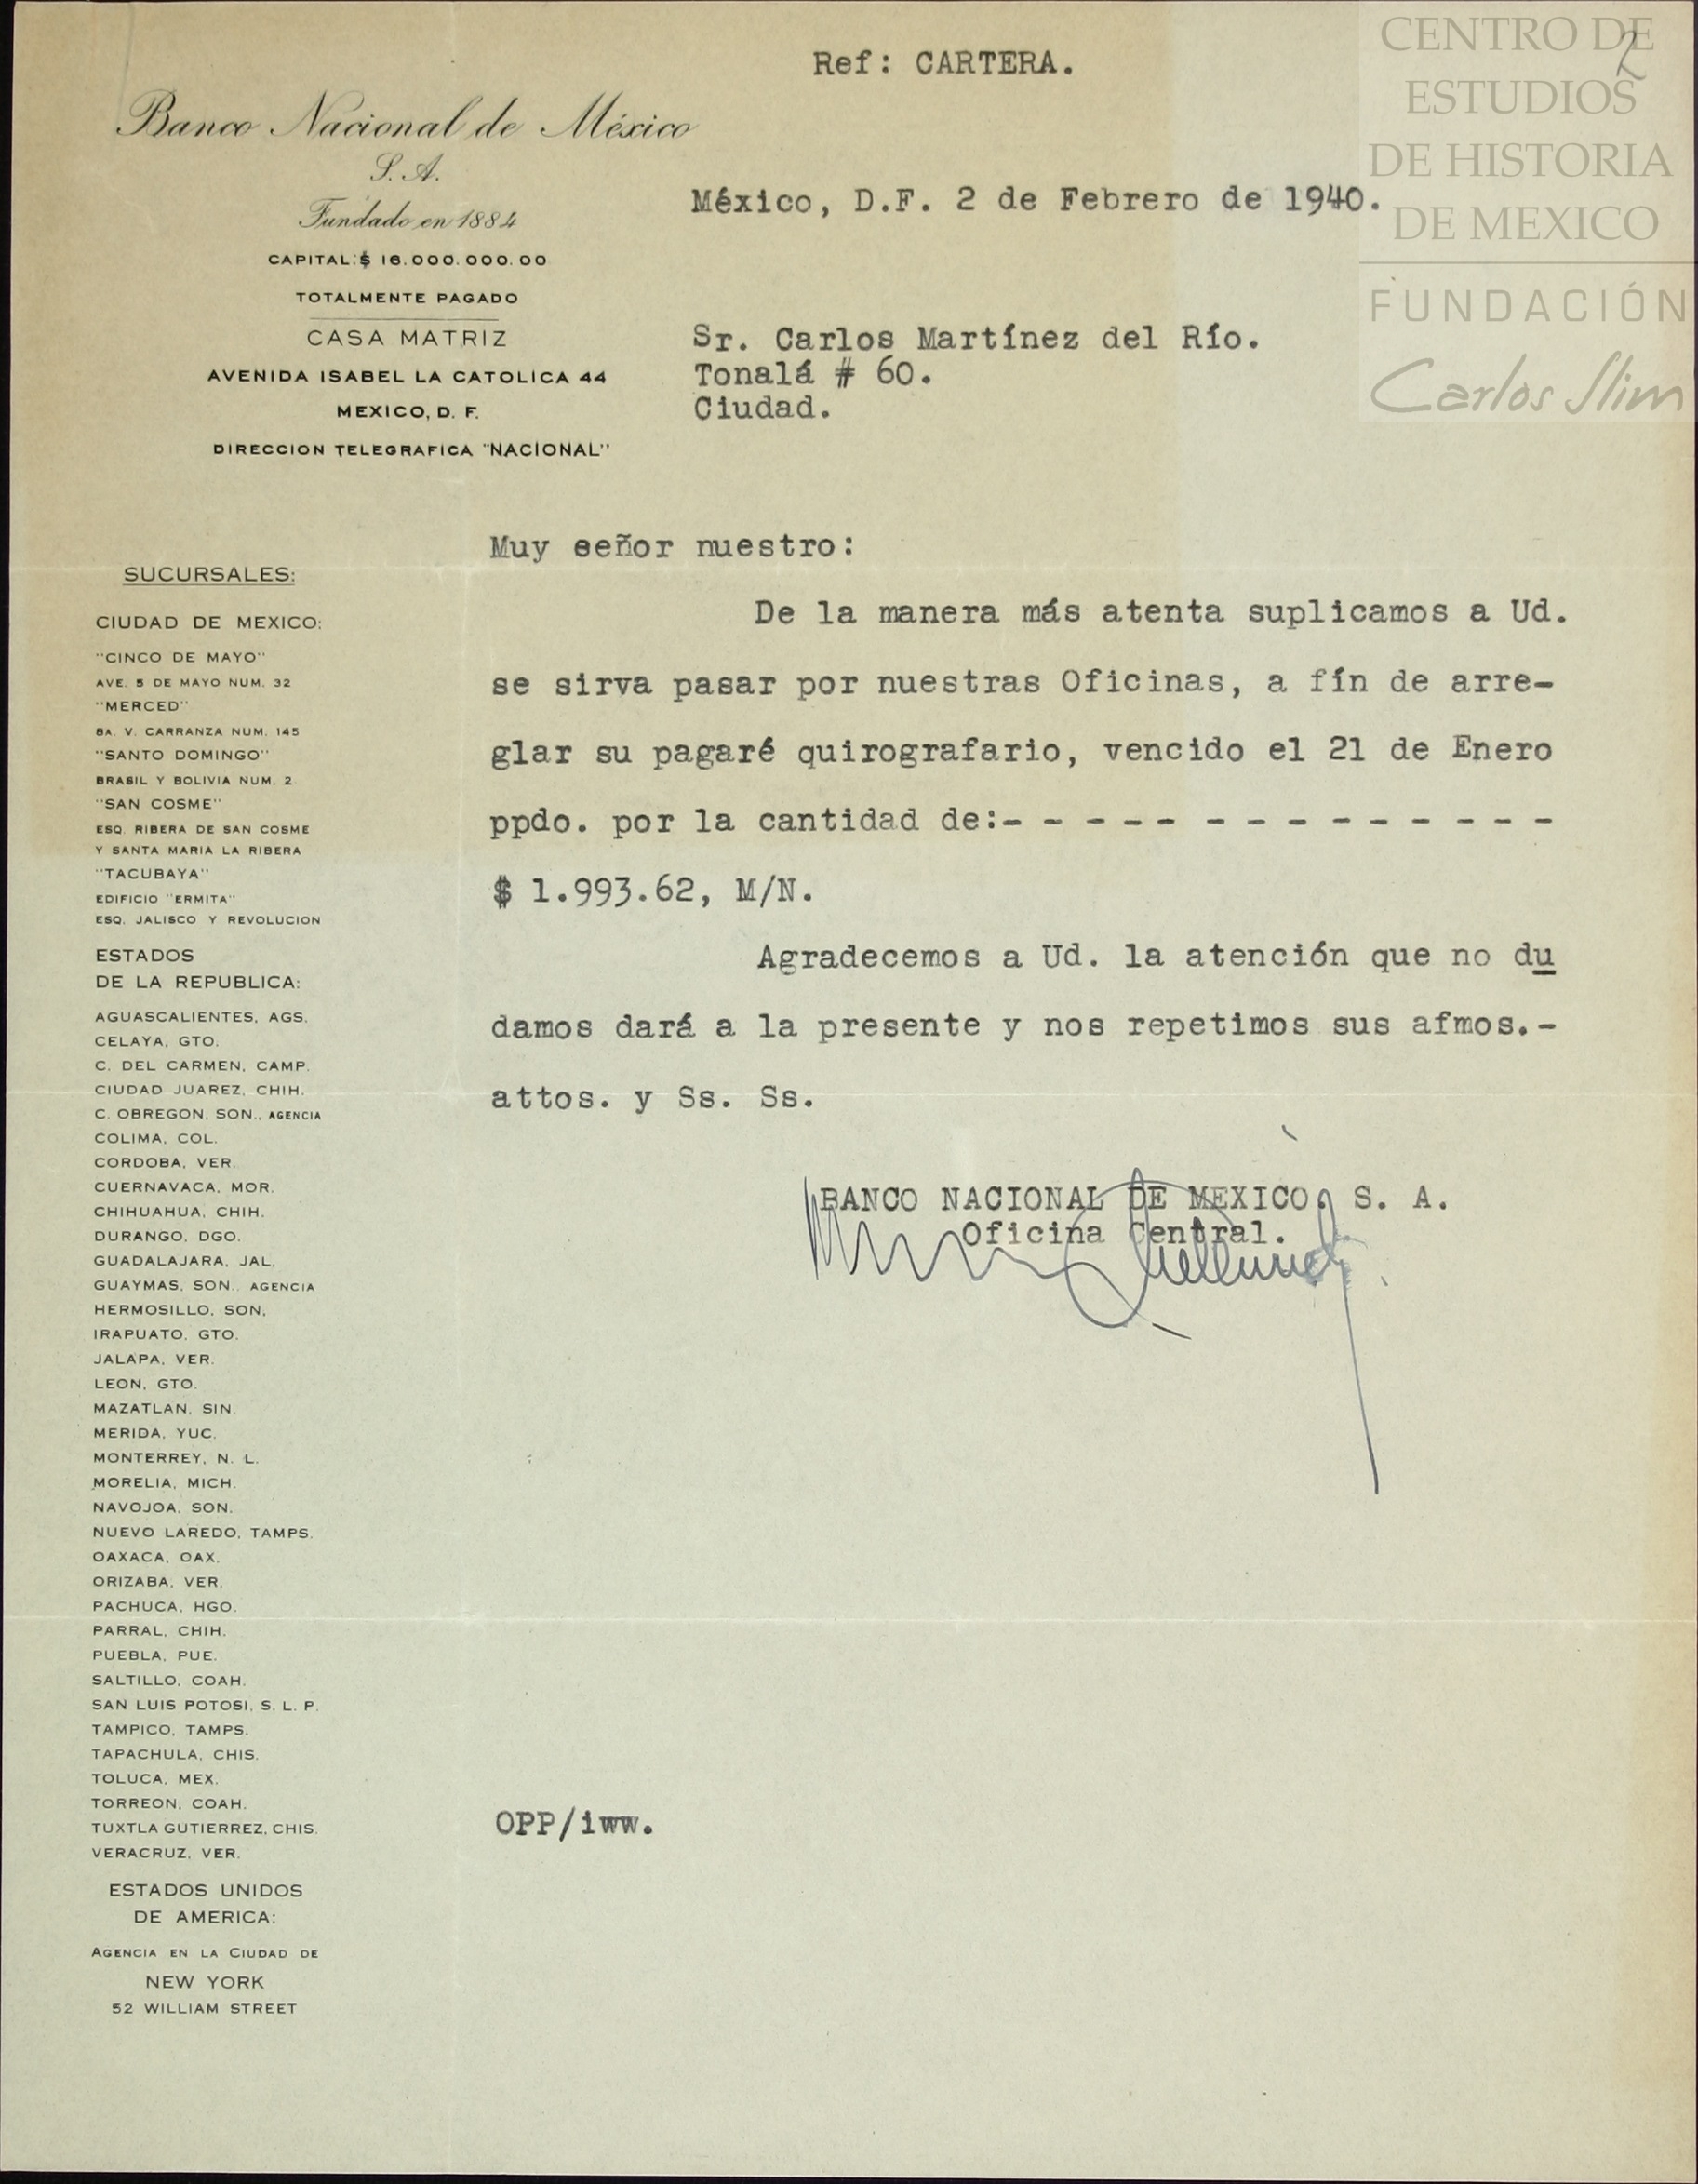 Ref: CARTERA.
2
Banco Nacional de México
S. A.
Fundado en 1884
CAPITAL: $ 16.000.000.00
TOTALMENTE PAGADO
CASA MATRIZ
AVENIDA ISABEL LA CATOLICA 44
MEXICO, D. F.
DIRECCION TELEGRAFICA "NACIONAL"
México, D.F. 2 de Febrero de 1940.
Sr. Carlos Martínez del Río.
Tonalá # 60.
Ciudad.
CENTRO DE
ESTUDIOS
DE HISTORIA
DE MEXICO
FUNDACIÓN
Carlos Slim
Muy señor nuestro:
De la manera más atenta suplicamos a Ud.
se sirva pasar por nuestras Oficinas, a fín de arre-
glar su pagaré quirografario, vencido el 21 de Enero
ppdo. por la cantidad de:- - - - - - - - - - - - - -
$ 1.993.62, M/N.
Agradecemos a Ud. la atención que no du
damos dará a la presente y nos repetimos sus afmos.-
attos. y Ss. Ss.
BANCO NACIONAL DE MEXICO, S. A.
Oficina Central.
OPP/iww.
SUCURSALES:
CIUDAD DE MEXICO:
"CINCO DE MAYO"
AVE. 5 DE MAYO NUM. 32
"MERCED"
8A. V. CARRANZA NUM. 145
"SANTO DOMINGO"
BRASIL Y BOLIVIA NUM. 2
"SAN COSME"
ESQ. RIBERA DE SAN COSME
Y SANTA MARIA LA RIBERA
"TACUBAYA"
EDIFICIO "ERMITA"
ESQ. JALISCO Y REVOLUCION
ESTADOS
DE LA REPUBLICA:
AGUASCALIENTES, AGS.
CELAYA, GTO.
C. DEL CARMEN, CAMP.
CIUDAD JUAREZ, CHIH.
C. OBREGON, SON., AGENCIA
COLIMA, COL.
CORDOBA, VER.
CUERNAVACA, MOR.
CHIHUAHUA, CHIH.
DURANGO, DGO.
GUADALAJARA, JAL.
GUAYMAS, SON., AGENCIA
HERMOSILLO, SON.
IRAPUATO, GTO.
JALAPA, VER.
LEON, GTO.
MAZATLAN, SIN.
MERIDA, YUC.
MONTERREY, N. L.
MORELIA, MICH.
NAVOJOA, SON.
NUEVO LAREDO, TAMPS.
OAXACA, OAX.
ORIZABA, VER.
PACHUCA, HGO.
PARRAL, CHIH.
PUEBLA, PUE.
SALTILLO, COAH.
SAN LUIS POTOSI, S. L. P.
TAMPICO, TAMPS.
TAPACHULA, CHIS.
TOLUCA, MEX.
TORREON, COAH.
TUXTLA GUTIERREZ, CHIS.
VERACRUZ, VER.
ESTADOS UNIDOS
DE AMERICA:
AGENCIA EN LA CIUDAD DE
NEW YORK
52 WILLIAM STREET